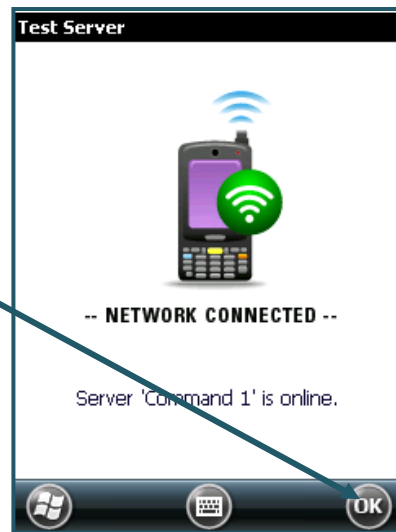 Test Server
-- NETWORK CONNECTED --
Server 'Command 1' is online.
OK